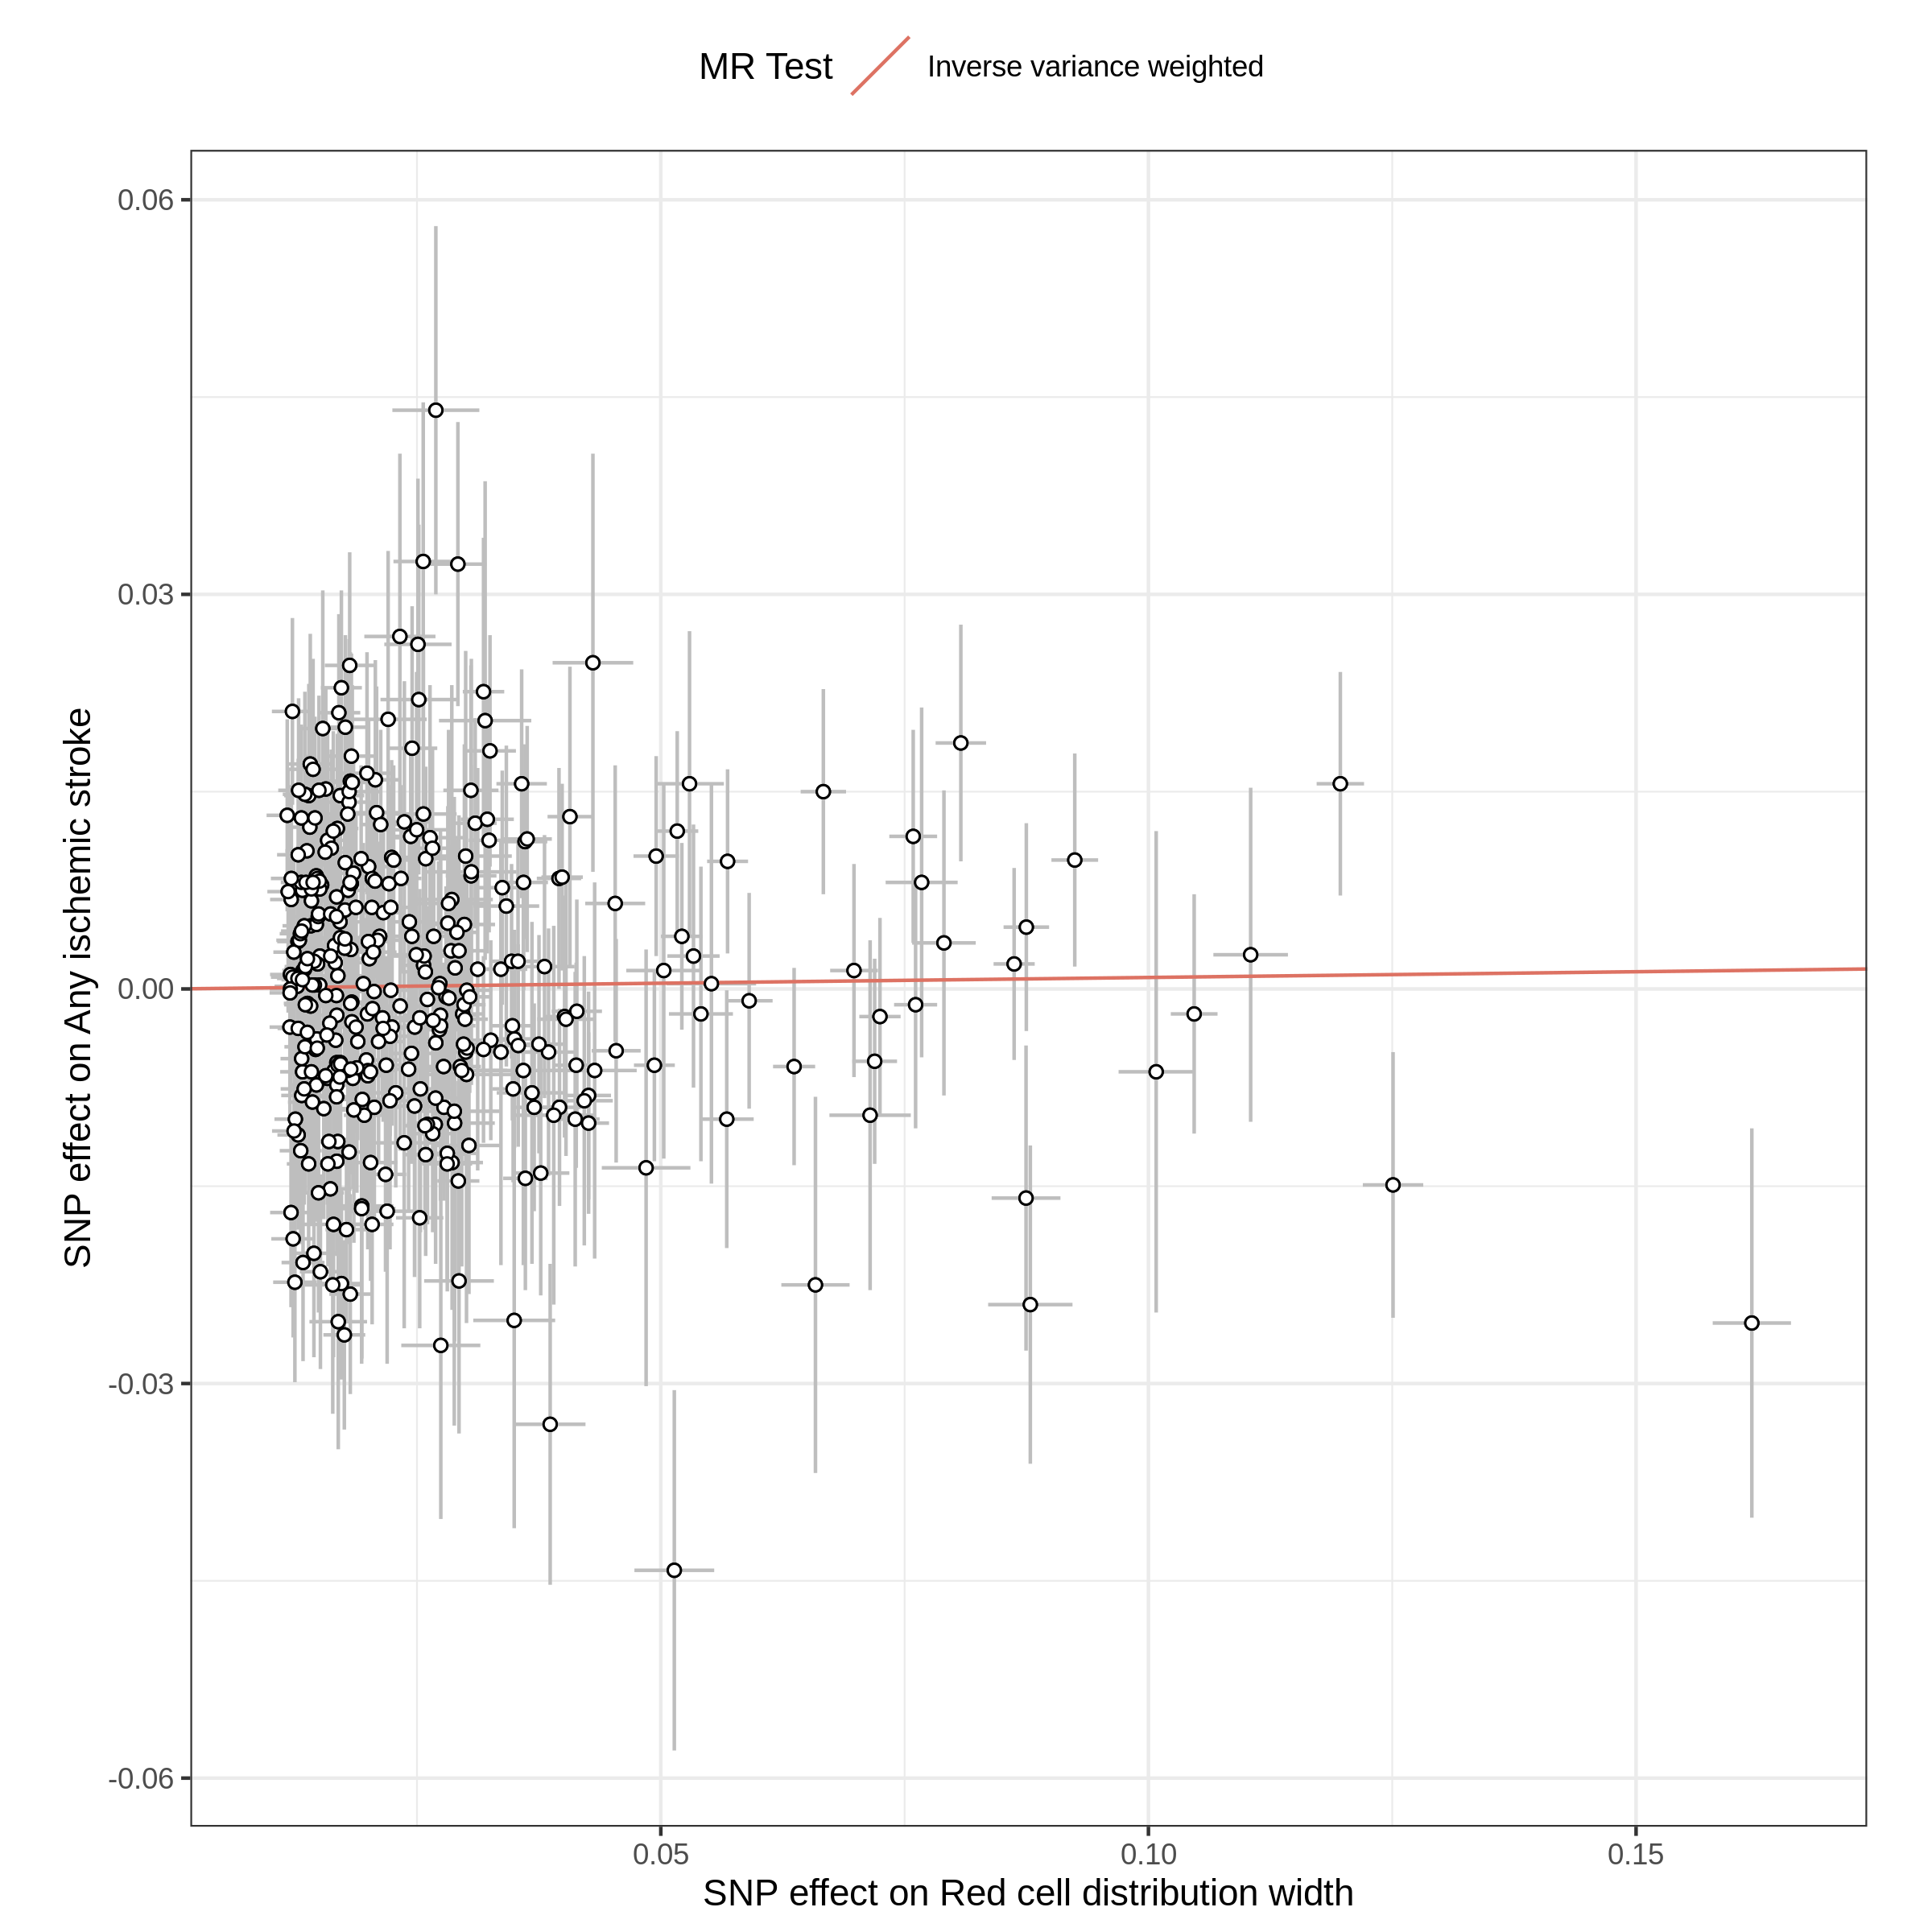 MR Test
Inverse variance weighted
SNP effect on Any ischemic stroke
0.06
0.03
0.00
-0.03
-0.06
0.05
0.10
0.15
SNP effect on Red cell distribution width